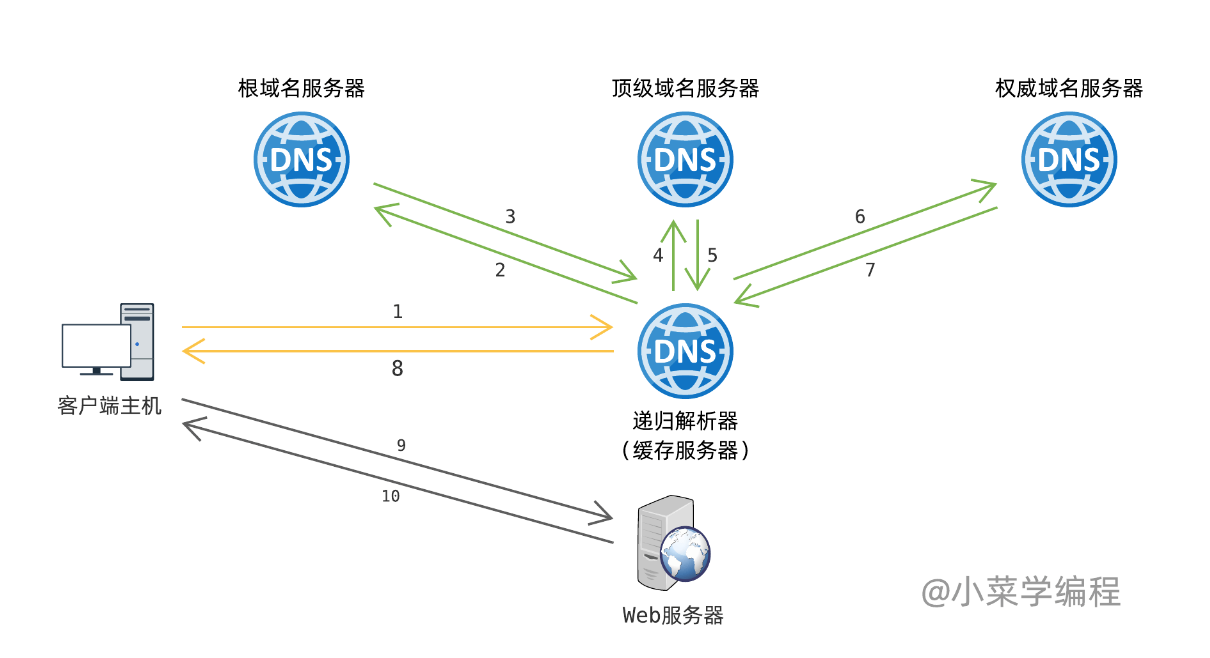 根域名服务器
顶级域名服务器
权威域名服务器
DNS
DNS
DNS
3
2
4
5
6
7
1
8
DNS
客户端主机
递归解析器
(缓存服务器)
9
10
Web服务器
@小菜学编程